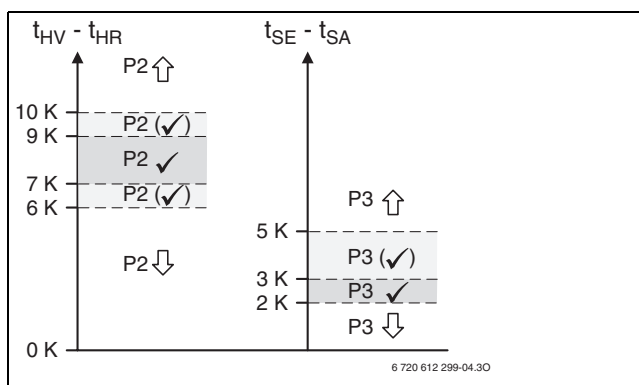 tHV - tHR
tSE - tSA
P2
10 K
P2 (✓)
9 K
P2 ✓
7 K
P2 (✓)
6 K
P3
5 K
P2
P3 (✓)
3 K
P3 ✓
2 K
P3
0 K
6 720 612 299-04.3O